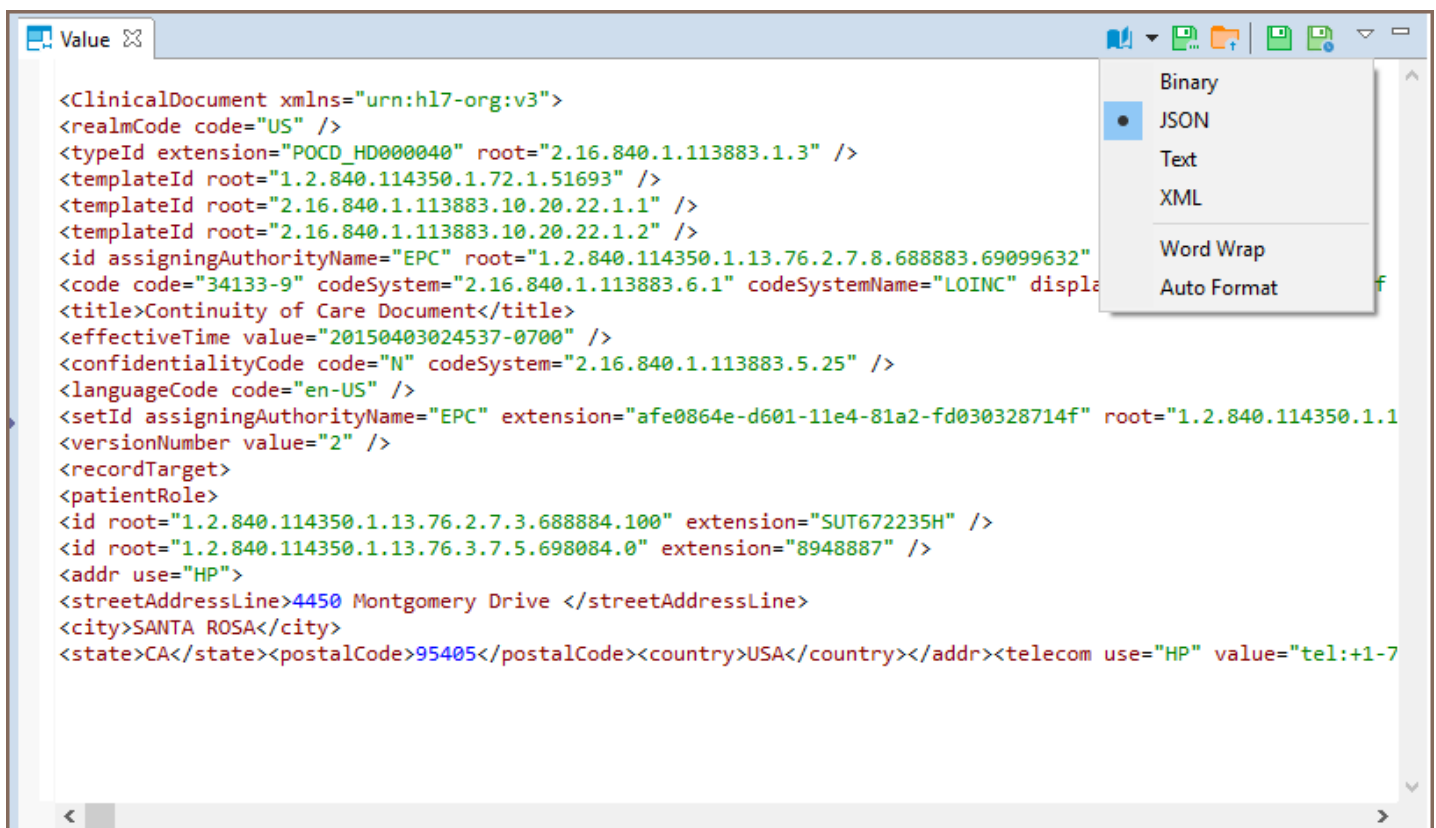 Value
Binary
JSON
Text
XML
Word Wrap
Auto Format
<ClinicalDocument xmlns="urn:hl7-org:v3">
<realmCode code="US" />
<typeId extension="POCD_HD000040" root="2.16.840.1.113883.1.3" />
<templateId root="1.2.840.114350.1.72.1.51693" />
<templateId root="2.16.840.1.113883.10.20.22.1.1" />
<templateId root="2.16.840.1.113883.10.20.22.1.2" />
<id assigningAuthorityName="EPC" root="1.2.840.114350.1.13.76.2.7.8.688883.69099632"
<code code="34133-9" codeSystem="2.16.840.1.113883.6.1" codeSystemName="LOINC" displa f
<title>Continuity of Care Document</title>
<effectiveTime value="20150403024537-0700" />
<confidentialityCode code="N" codeSystem="2.16.840.1.113883.5.25" />
<languageCode code="en-US" />
<setId assigningAuthorityName="EPC" extension="afe0864e-d601-11e4-81a2-fd030328714f" root="1.2.840.114350.1.1
<versionNumber value="2" />
<recordTarget>
<patientRole>
<id root="1.2.840.114350.1.13.76.2.7.3.688884.100" extension="SUT672235H" />
<id root="1.2.840.114350.1.13.76.3.7.5.698084.0" extension="8948887" />
<addr use="HP">
<streetAddressLine>4450 Montgomery Drive </streetAddressLine>
<city>SANTA ROSA</city>
<state>CA</state><postalCode>95405</postalCode><country>USA</country></addr><telecom use="HP" value="tel:+1-7